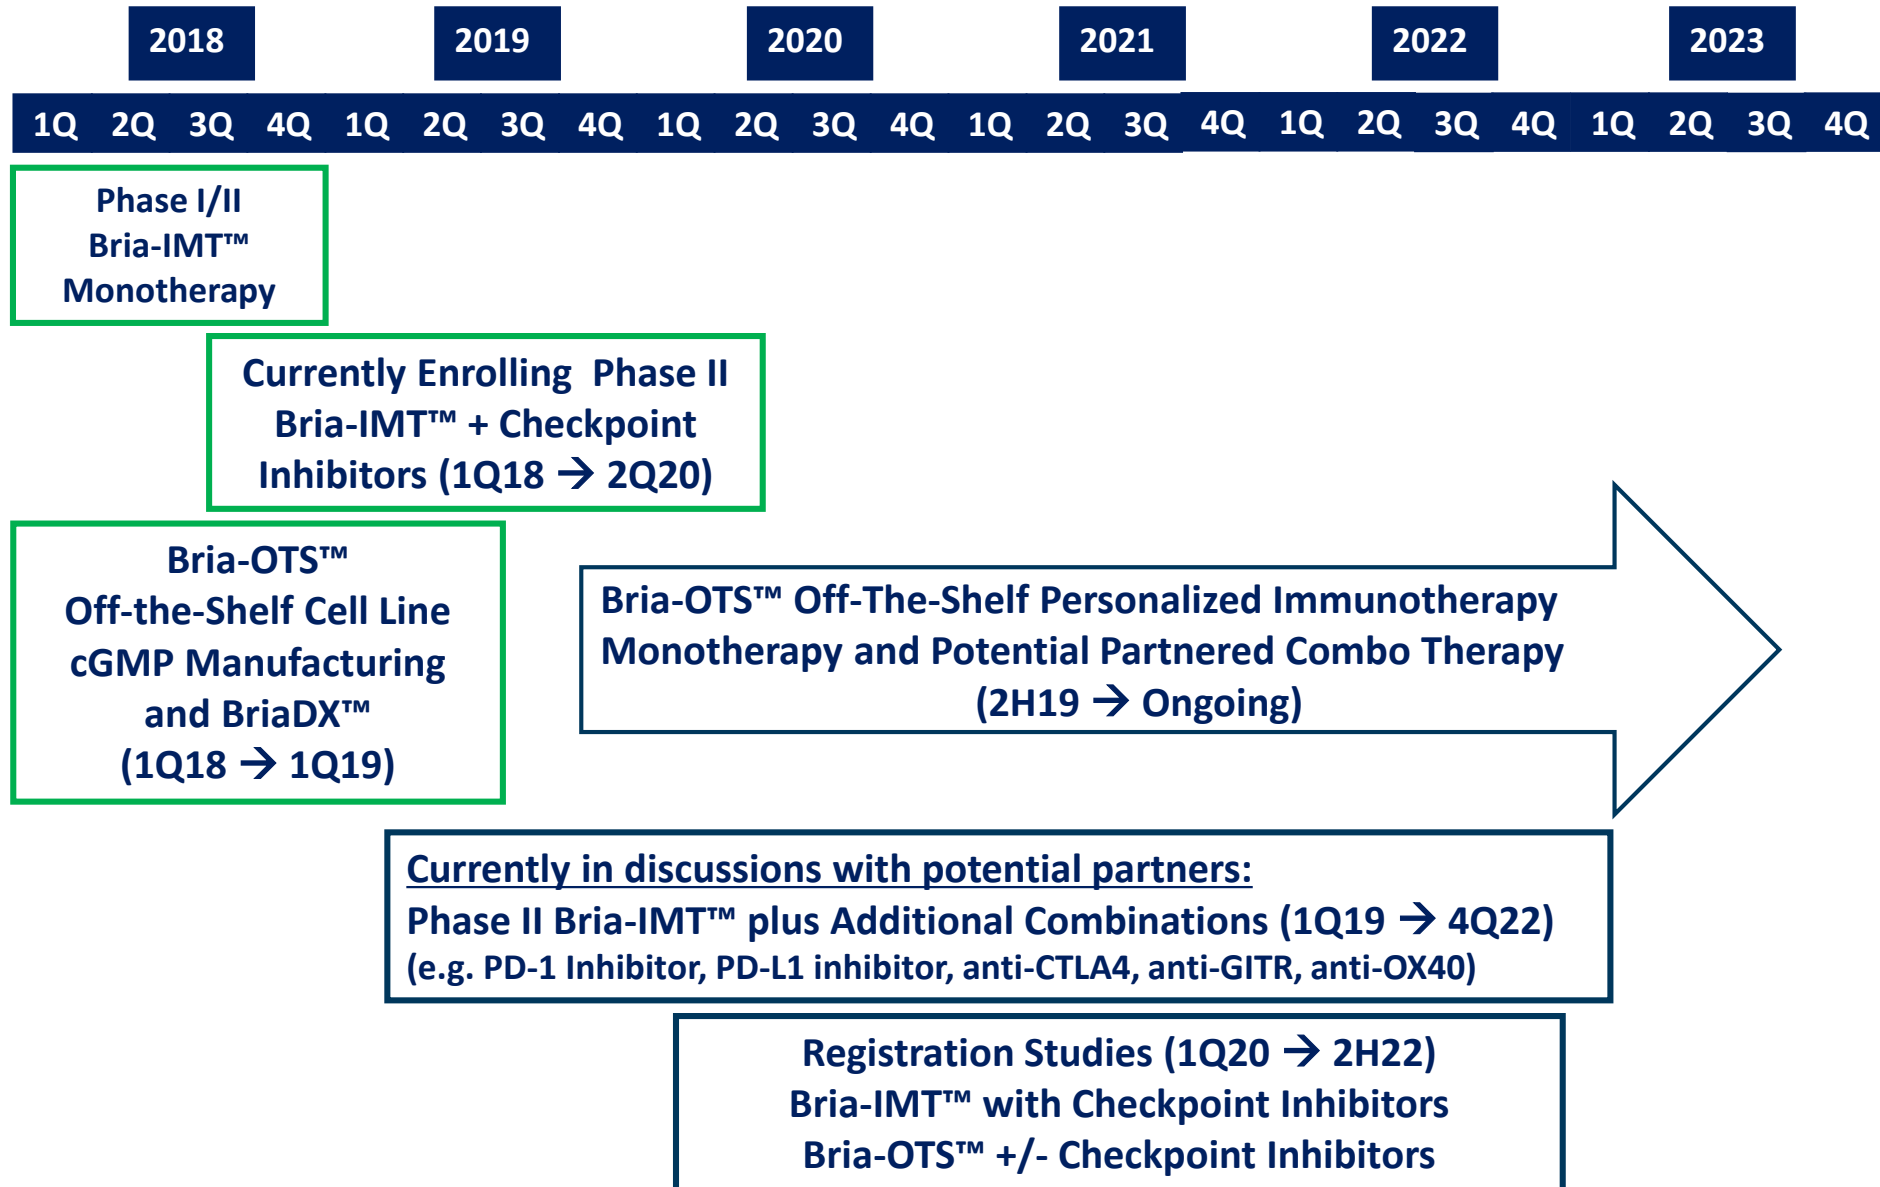 2018 2019 2020 2021 2022 2023
1Q 2Q 3Q 4Q 1Q 2Q 3Q 4Q 1Q 2Q 3Q 4Q 1Q 2Q 3Q 4Q 1Q 2Q 3Q 4Q 1Q 2Q 3Q 4Q
Phase I/II
Bria-IMT™
Monotherapy
Currently Enrolling Phase II
Bria-IMT™ + Checkpoint
Inhibitors (1Q18 → 2Q20)
Bria-OTS™
Off-the-Shelf Cell Line
cGMP Manufacturing
and BriaDX™
(1Q18 → 1Q19)
Bria-OTS™ Off-The-Shelf Personalized Immunotherapy
Monotherapy and Potential Partnered Combo Therapy
(2H19 → Ongoing)
Currently in discussions with potential partners:
Phase II Bria-IMT™ plus Additional Combinations (1Q19 → 4Q22)
(e.g. PD-1 Inhibitor, PD-L1 inhibitor, anti-CTLA4, anti-GITR, anti-OX40)
Registration Studies (1Q20 → 2H22)
Bria-IMT™ with Checkpoint Inhibitors
Bria-OTS™ +/- Checkpoint Inhibitors